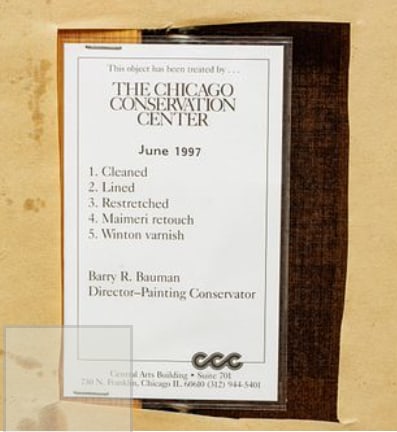 This object has been treated by . . .
THE CHICAGO
CONSERVATION
CENTER
June 1997
1. Cleaned
2. Lined
3. Restretched
4. Maimeri retouch
5. Winton varnish
Barry R. Bauman
Director–Painting Conservator
ccc
Central Arts Building • Suite 701
730 N. Franklin, Chicago IL 60610 (312) 944-5401